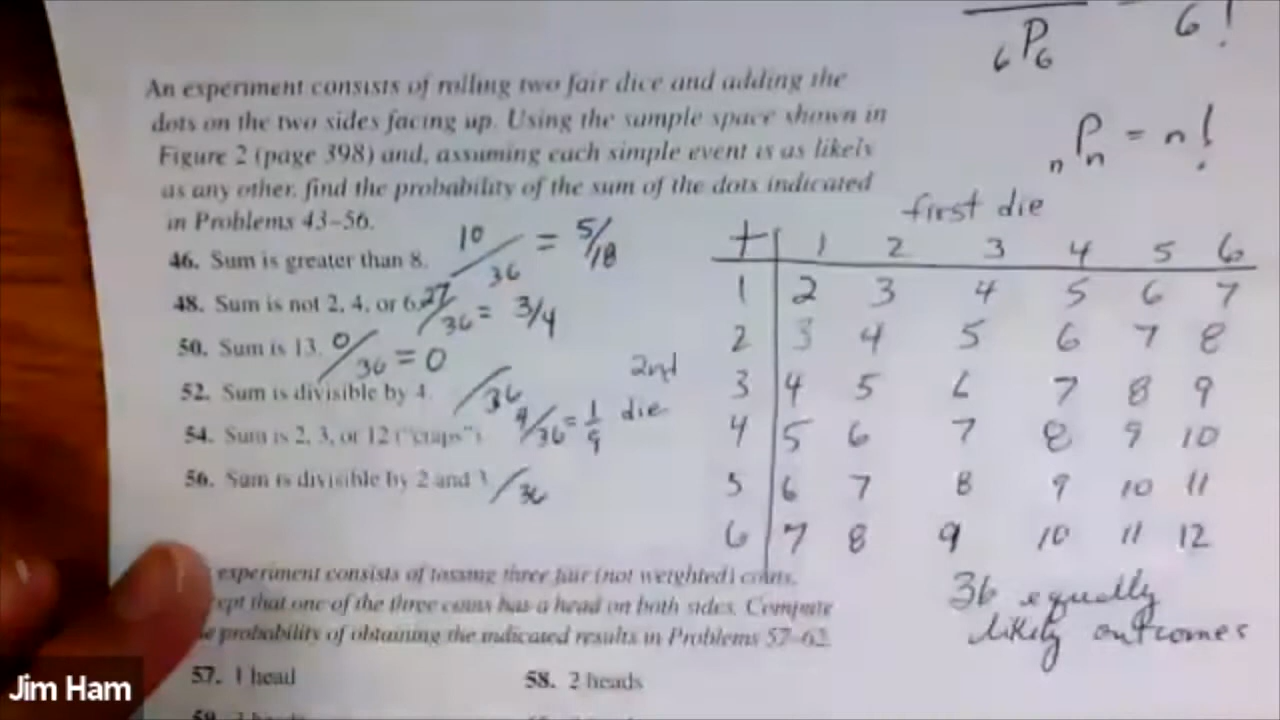 6P6
6!
An experiment consists of rolling two fair dice and adding the
dots on the two sides facing up. Using the sample space shown in
Figure 2 (page 398) and, assuming each simple event is as likely
as any other, find the probability of the sum of the dots indicated
in Problems 43–56.
nPn = n!
46. Sum is greater than 8. 10/36 = 5/18
48. Sum is not 2, 4, or 6. 27/36 = 3/4
50. Sum is 13. 0/36 = 0
52. Sum is divisible by 4. /36
54. Sum is 2, 3, or 12 ("craps"). 4/36 = 1/9
56. Sum is divisible by 2 and 3. /36
first die
+ 1 2 3 4 5 6
1 2 3 4 5 6 7
2 3 4 5 6 7 8
2nd die
3 4 5 6 7 8 9
4 5 6 7 8 9 10
5 6 7 8 9 10 11
6 7 8 9 10 11 12
36 equally
likely outcomes
experiment consists of tossing three fair (not weighted) coins,
cept that one of the three coins has a head on both sides. Compute
e probability of obtaining the indicated results in Problems 57–62.
57. 1 head
58. 2 heads
Jim Ham